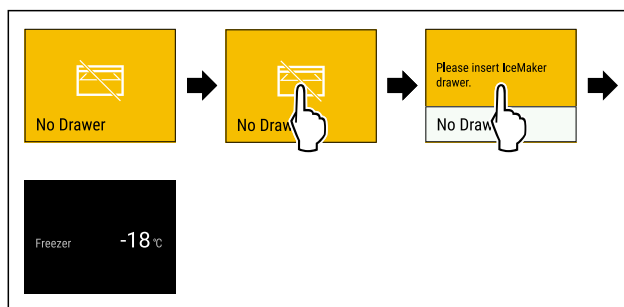 No Drawer
No Draw
Please insert IceMaker
drawer.
No Draw
Freezer -18 °C